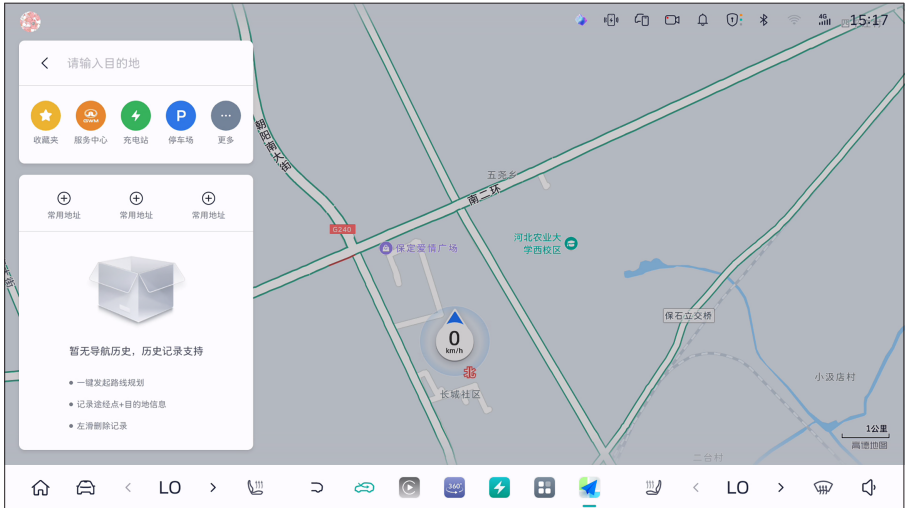 4G
四
15:17
请输入目的地
GWM
收藏夹
服务中心
P
充电站
停车场
更多
常用地址
常用地址
常用地址
暂无导航历史，历史记录支持
一键发起路线规划
记录途经点+目的地信息
左滑删除记录
朝阳南大街
五尧乡
南二环
G240
保定爱情广场
河北农业大
学西校区
保石立交桥
0
km/h
北
长城社区
小汲店村
1公里
高德地图
二台村
LO
360°
LO